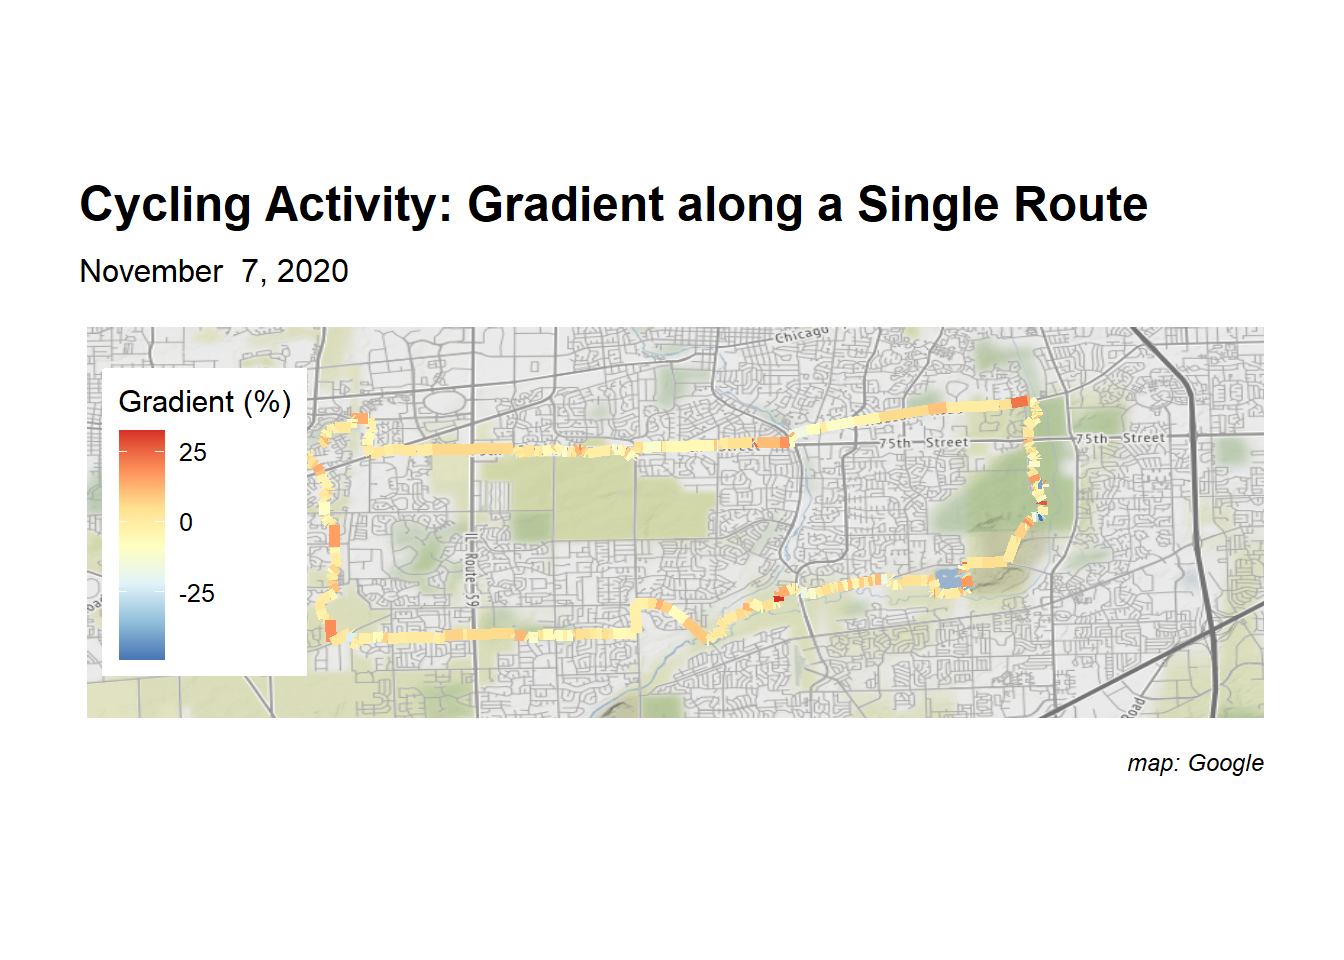 Cycling Activity: Gradient along a Single Route
November  7, 2020
Chicago
Gradient (%)
25
0
-25
75th Street
75th Street
Street
IL Route 59
Road
map: Google